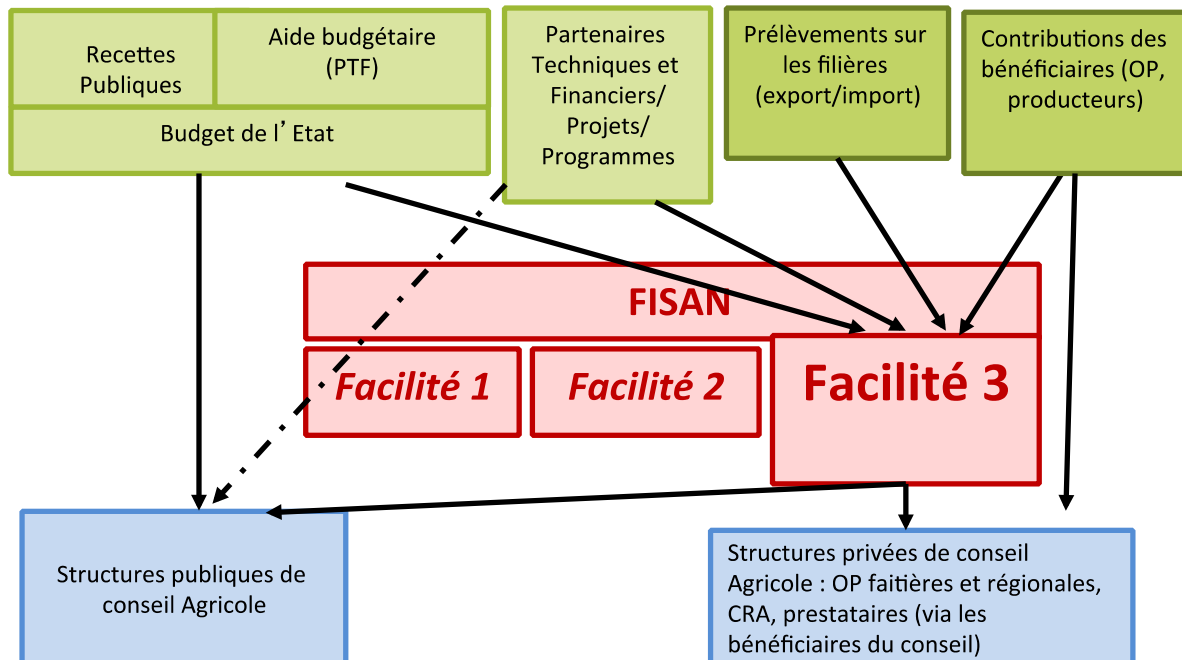 Recettes
Publiques
Aide budgétaire
(PTF)
Budget de l’ Etat
Partenaires
Techniques et
Financiers/
Projets/
Programmes
Prélèvements sur
les filières
(export/import)
Contributions des
bénéficiaires (OP,
producteurs)
FISAN
Facilité 1
Facilité 2
Facilité 3
Structures publiques de
conseil Agricole
Structures privées de conseil
Agricole : OP faitières et régionales,
CRA, prestataires (via les
bénéficiaires du conseil)